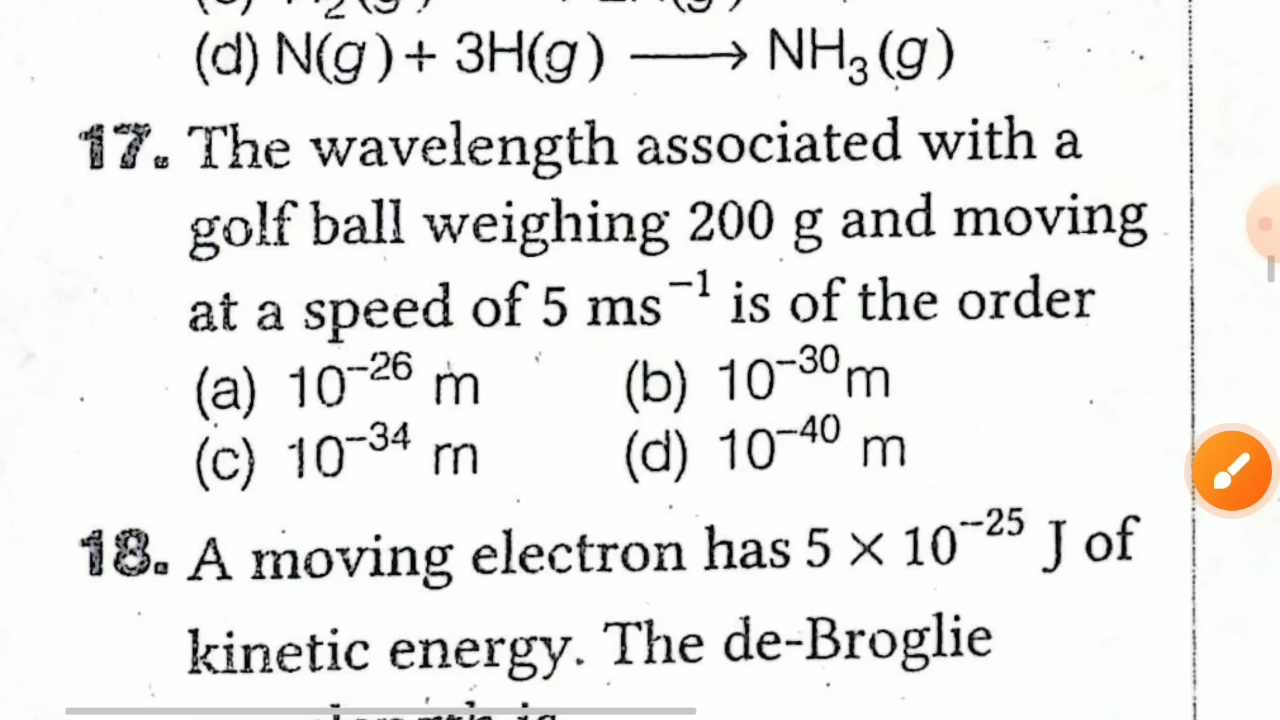 (d) N(g) + 3H(g) ⟶ NH₃(g)
17. The wavelength associated with a
golf ball weighing 200 g and moving
at a speed of 5 ms⁻¹ is of the order
(a) 10⁻²⁶ m (b) 10⁻³⁰ m
(c) 10⁻³⁴ m (d) 10⁻⁴⁰ m
18. A moving electron has 5 × 10⁻²⁵ J of
kinetic energy. The de-Broglie